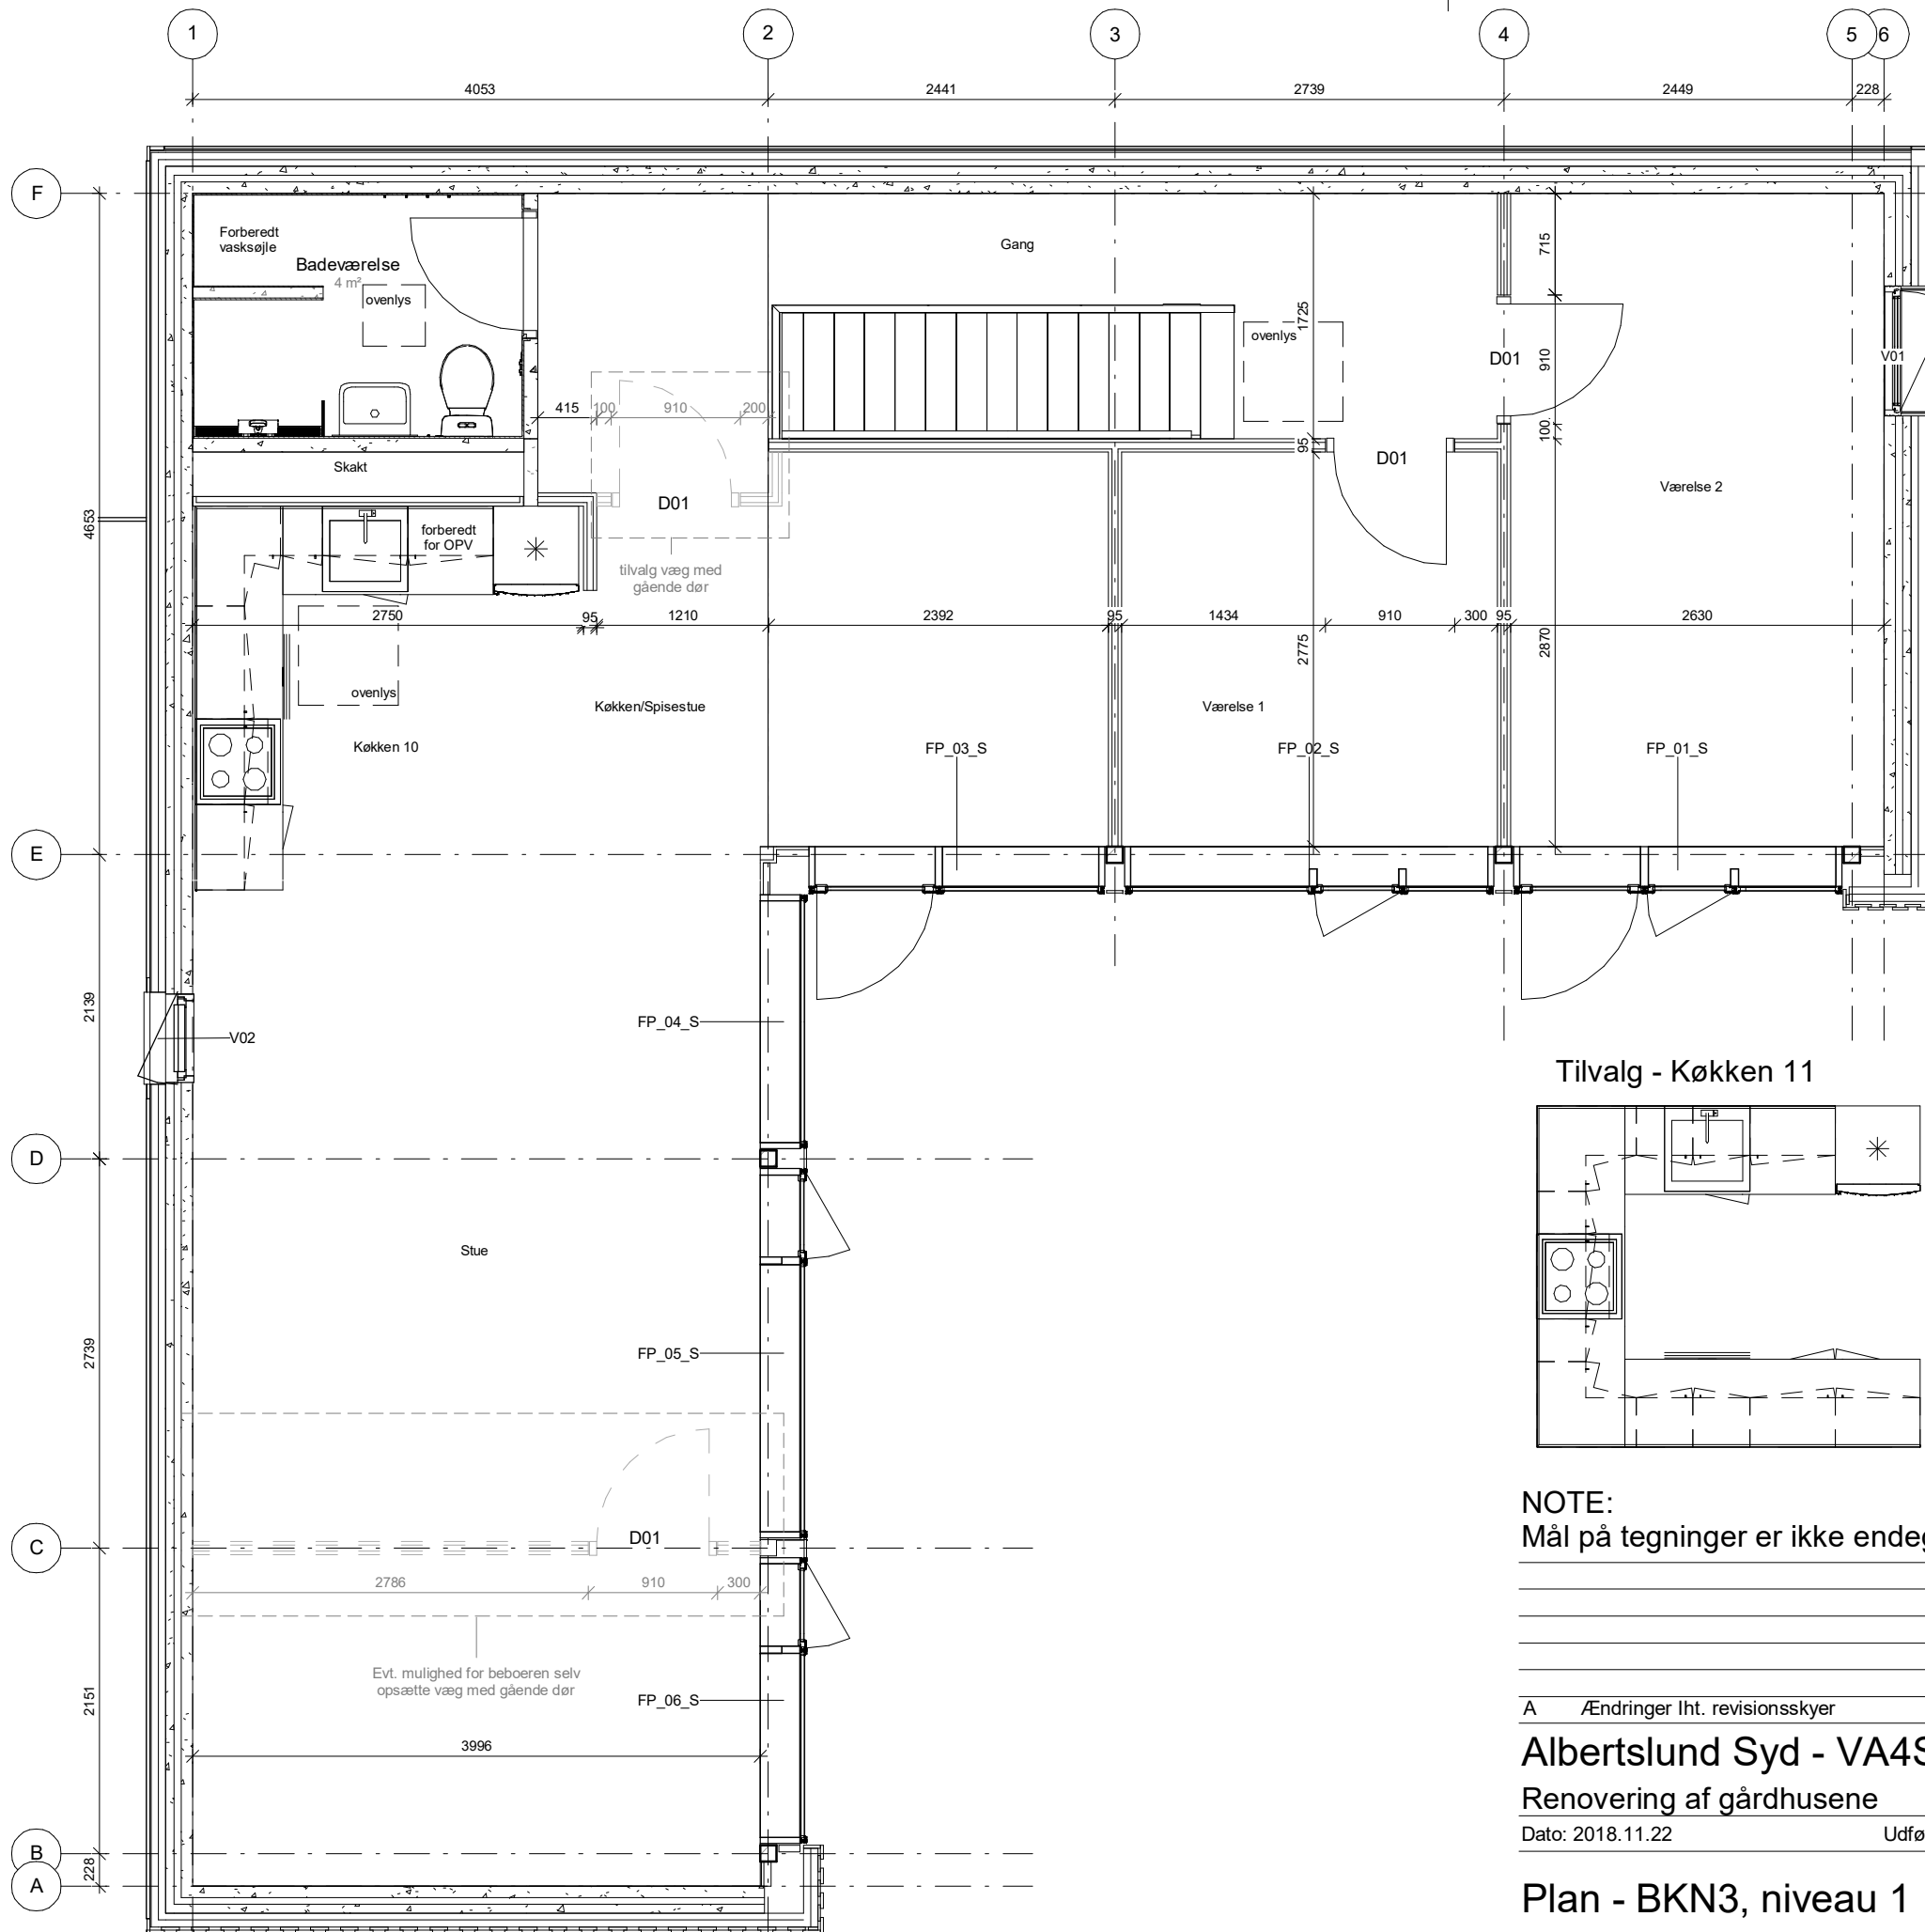 1
2
3
4
5
6
4053
2441
2739
2449
228
F
Forberedt
vasksøjle
Badeværelse
4 m²
ovenlys
Gang
715
1725
ovenlys
D01
910
V01
415
100
910
200
100
95
D01
Skakt
D01
Værelse 2
4653
forberedt
for OPV
tilvalg væg med
gående dør
2750
95
1210
2392
95
1434
910
300
95
2630
2775
2870
ovenlys
Køkken/Spisestue
Værelse 1
Køkken 10
FP_03_S
FP_02_S
FP_01_S
E
2139
FP_04_S
V02
Tilvalg - Køkken 11
D
Stue
2739
FP_05_S
NOTE:
Mål på tegninger er ikke endeg
C
D01
2786
910
300
Evt. mulighed for beboeren selv
opsætte væg med gående dør
2151
FP_06_S
A Ændringer Iht. revisionsskyer
3996
Albertslund Syd - VA4S
Renovering af gårdhusene
Dato: 2018.11.22 Udfø
B
228
A
Plan - BKN3, niveau 1